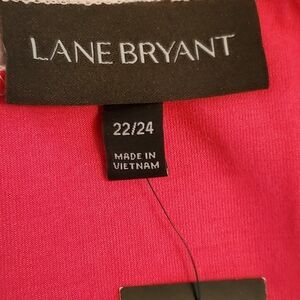 LANE BRYANT
22/24
MADE IN
VIETNAM